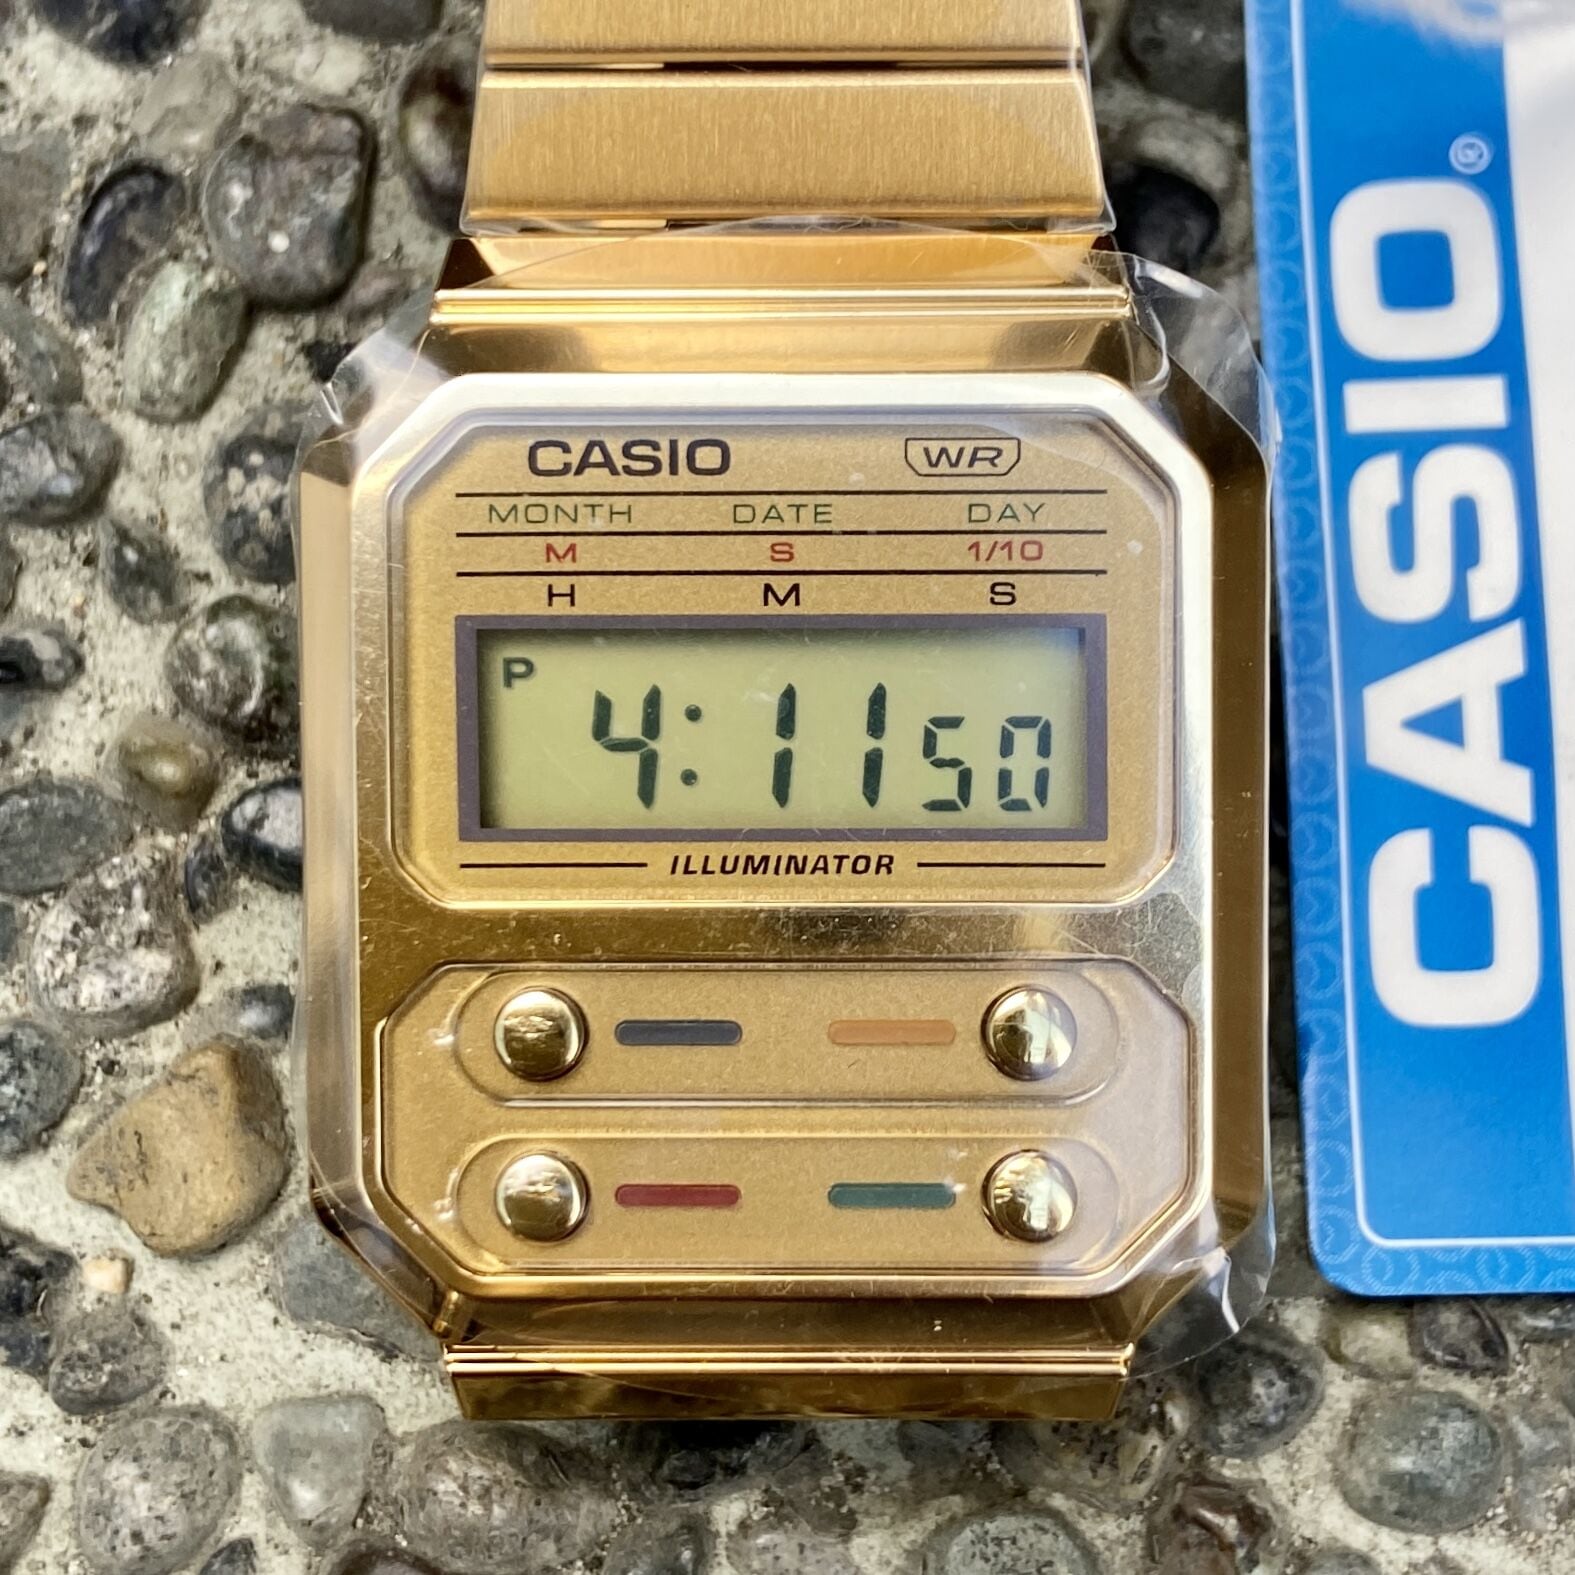 CASIO WR
MONTH DATE DAY
M S 1/10
H M S
P
4:11 50
ILLUMINATOR
CASIO®